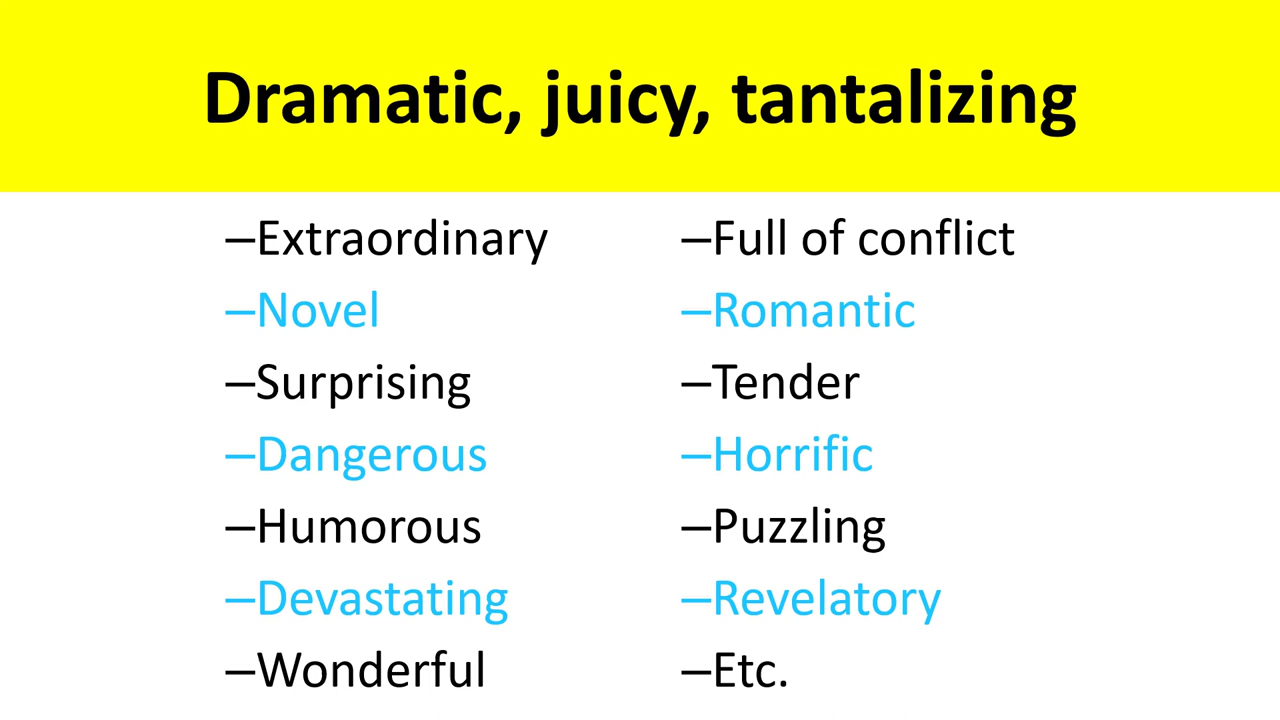 Dramatic, juicy, tantalizing
–Extraordinary
–Novel
–Surprising
–Dangerous
–Humorous
–Devastating
–Wonderful
–Full of conflict
–Romantic
–Tender
–Horrific
–Puzzling
–Revelatory
–Etc.